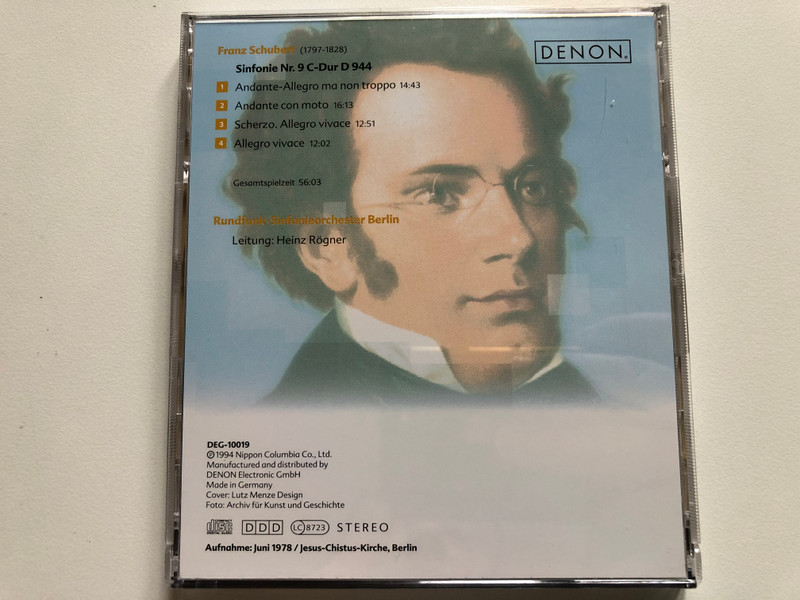 Franz Schubert (1797-1828)
DENON
Sinfonie Nr. 9 C-Dur D 944
1 Andante-Allegro ma non troppo 14:43
2 Andante con moto 16:13
3 Scherzo. Allegro vivace 12:51
4 Allegro vivace 12:02
Gesamtspielzeit 56:03
Rundfunk-Sinfonieorchester Berlin
Leitung: Heinz Rögner
DEG-10019
℗1994 Nippon Columbia Co., Ltd.
Manufactured and distributed by
DENON Electronic GmbH
Made in Germany
Cover: Lutz Menze Design
Foto: Archiv für Kunst und Geschichte
disc DIGITAL AUDIO DDD LC 8723 STEREO
Aufnahme: Juni 1978 / Jesus-Chistus-Kirche, Berlin